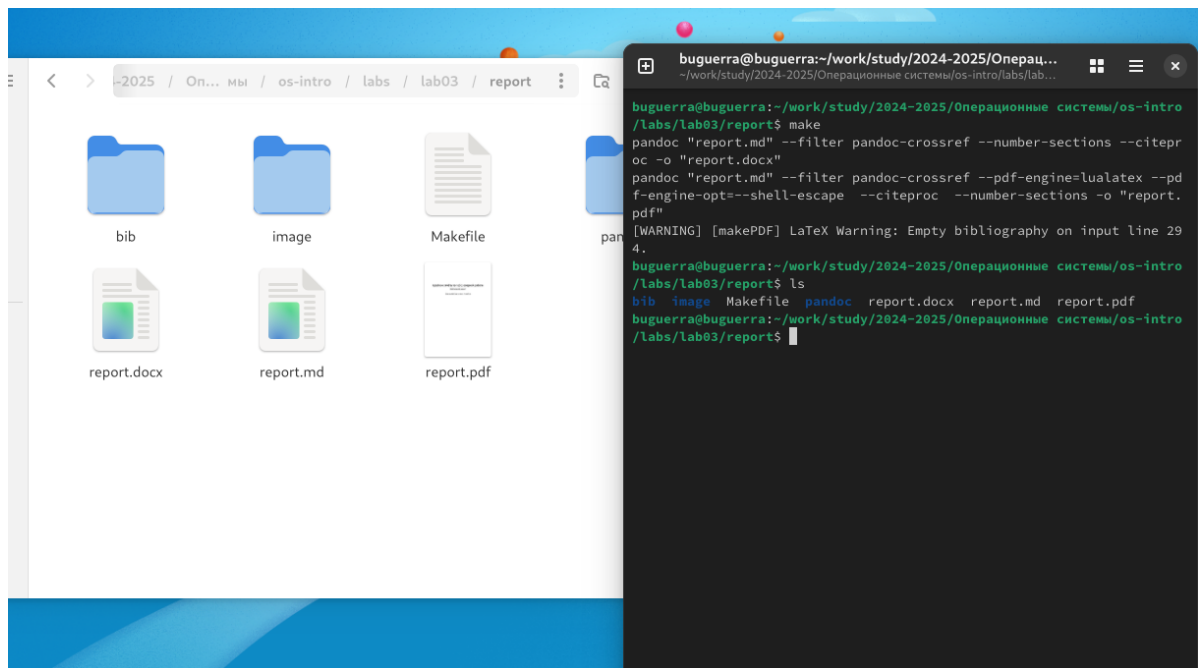 -2025 / Оп... мы / os-intro / labs / lab03 / report
bib
image
Makefile
pan
report.docx
report.md
report.pdf
buguerra@buguerra:~/work/study/2024-2025/Операц...
~/work/study/2024-2025/Операционные системы/os-intro/labs/lab...
buguerra@buguerra:~/work/study/2024-2025/Операционные системы/os-intro
/labs/lab03/report$ make
pandoc "report.md" --filter pandoc-crossref --number-sections --citepr
oc -o "report.docx"
pandoc "report.md" --filter pandoc-crossref --pdf-engine=lualatex --pd
f-engine-opt=--shell-escape --citeproc --number-sections -o "report.
pdf"
[WARNING] [makePDF] LaTeX Warning: Empty bibliography on input line 29
4.
buguerra@buguerra:~/work/study/2024-2025/Операционные системы/os-intro
/labs/lab03/report$ ls
bib image Makefile pandoc report.docx report.md report.pdf
buguerra@buguerra:~/work/study/2024-2025/Операционные системы/os-intro
/labs/lab03/report$